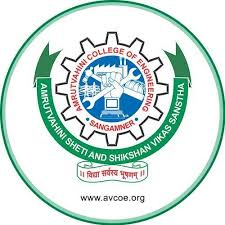 AMRUTVAHINI COLLEGE OF ENGINEERING
SANGAMNER
AMRUTVAHINI SHETI AND SHIKSHAN VIKAS SANSTHA
॥ विद्या सर्वस्य भूषणम् ॥
www.avcoe.org